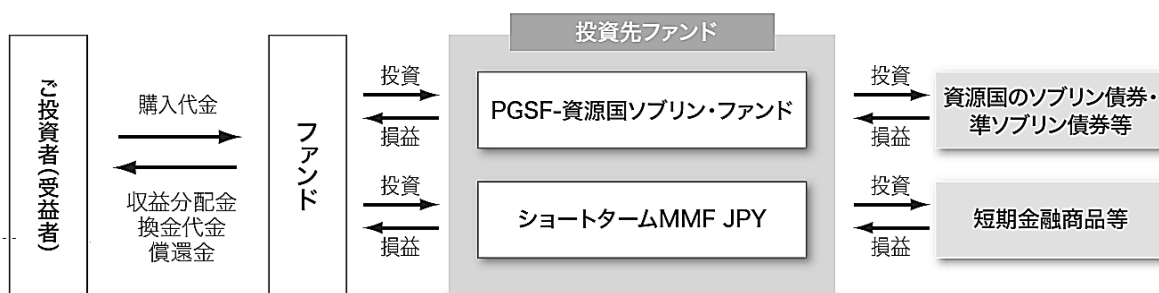 投資先ファンド
ご投資者(受益者)
購入代金
収益分配金
換金代金
償還金
ファンド
投資
損益
PGSF-資源国ソブリン・ファンド
投資
損益
資源国のソブリン債券・
準ソブリン債券等
投資
損益
ショートタームMMF JPY
投資
損益
短期金融商品等